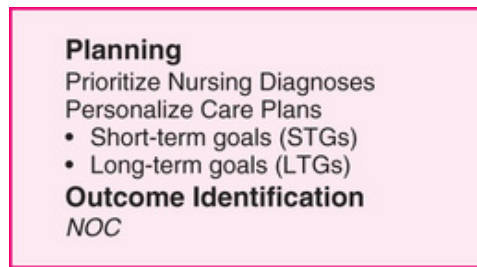 Planning
Prioritize Nursing Diagnoses
Personalize Care Plans
• Short-term goals (STGs)
• Long-term goals (LTGs)
Outcome Identification
NOC